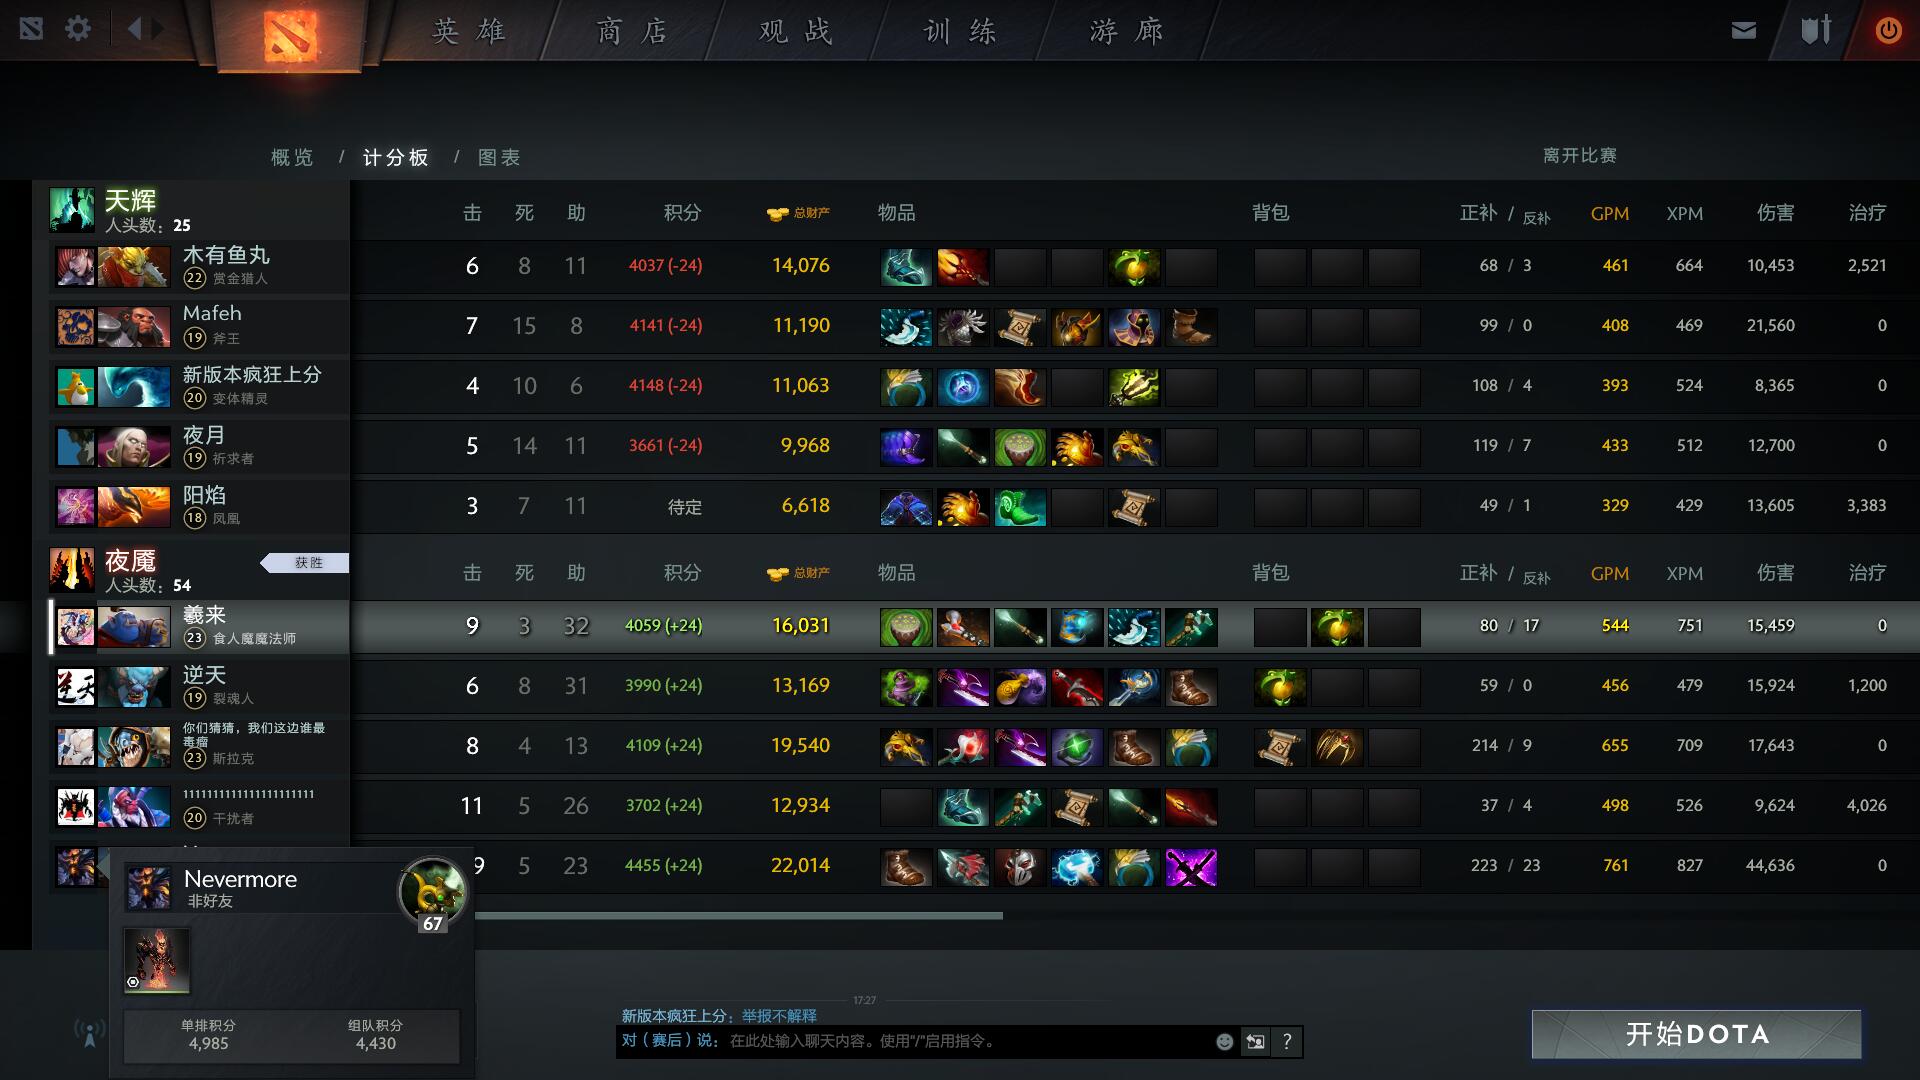 英雄
商店
观战
训练
游廊
概览 / 计分板 / 图表
离开比赛
天辉
人头数：25
击 死 助 积分 总财产 物品 背包 正补 / 反补 GPM XPM 伤害 治疗
木有鱼丸
22 赏金猎人
6 8 11 4037 (-24) 14,076 68 / 3 461 664 10,453 2,521
Mafeh
19 斧王
7 15 8 4141 (-24) 11,190 99 / 0 408 469 21,560 0
新版本疯狂上分
20 变体精灵
4 10 6 4148 (-24) 11,063 108 / 4 393 524 8,365 0
夜月
19 祈求者
5 14 11 3661 (-24) 9,968 119 / 7 433 512 12,700 0
阳焰
18 凤凰
3 7 11 待定 6,618 49 / 1 329 429 13,605 3,383
夜魇
获胜
人头数：54
击 死 助 积分 总财产 物品 背包 正补 / 反补 GPM XPM 伤害 治疗
羲来
23 食人魔魔法师
9 3 32 4059 (+24) 16,031 80 / 17 544 751 15,459 0
逆天
19 裂魂人
6 8 31 3990 (+24) 13,169 59 / 0 456 479 15,924 1,200
你们猜猜，我们这边谁最
毒瘤
23 斯拉克
8 4 13 4109 (+24) 19,540 214 / 9 655 709 17,643 0
20 干扰者
11 5 26 3702 (+24) 12,934 37 / 4 498 526 9,624 4,026
9 5 23 4455 (+24) 22,014 223 / 23 761 827 44,636 0
Nevermore
非好友
67
单排积分 组队积分
4,985 4,430
17:27
新版本疯狂上分：举报不解释
对（赛后）说： 在此处输入聊天内容。使用"/"启用指令。
?
开始DOTA